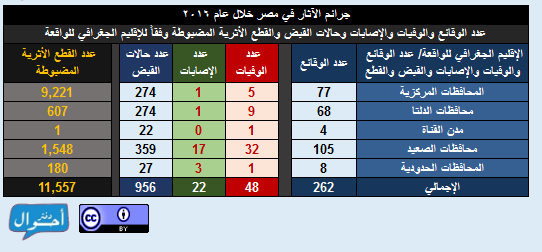 جرائم الآثار في مصر خلال عام ٢٠١٦
عدد الوقائع والوفيات والإصابات وحالات القبض والقطع الأثرية المضبوطة وفقاً للإقليم الجغرافي للواقعة
الإقليم الجغرافي للواقعة/ عدد الوقائع والوفيات والإصابات والقبض والقطع عدد الوقائع عدد الوفيات عدد الإصابات عدد حالات القبض عدد القطع الأثرية المضبوطة
المحافظات المركزية 77 5 1 274 9,221
محافظات الدلتا 68 9 1 274 607
مدن القناة 4 1 0 22 1
محافظات الصعيد 105 32 17 359 1,548
المحافظات الحدودية 8 1 3 27 180
الإجمالي 262 48 22 956 11,557
دفتر أحوال
cc
BY